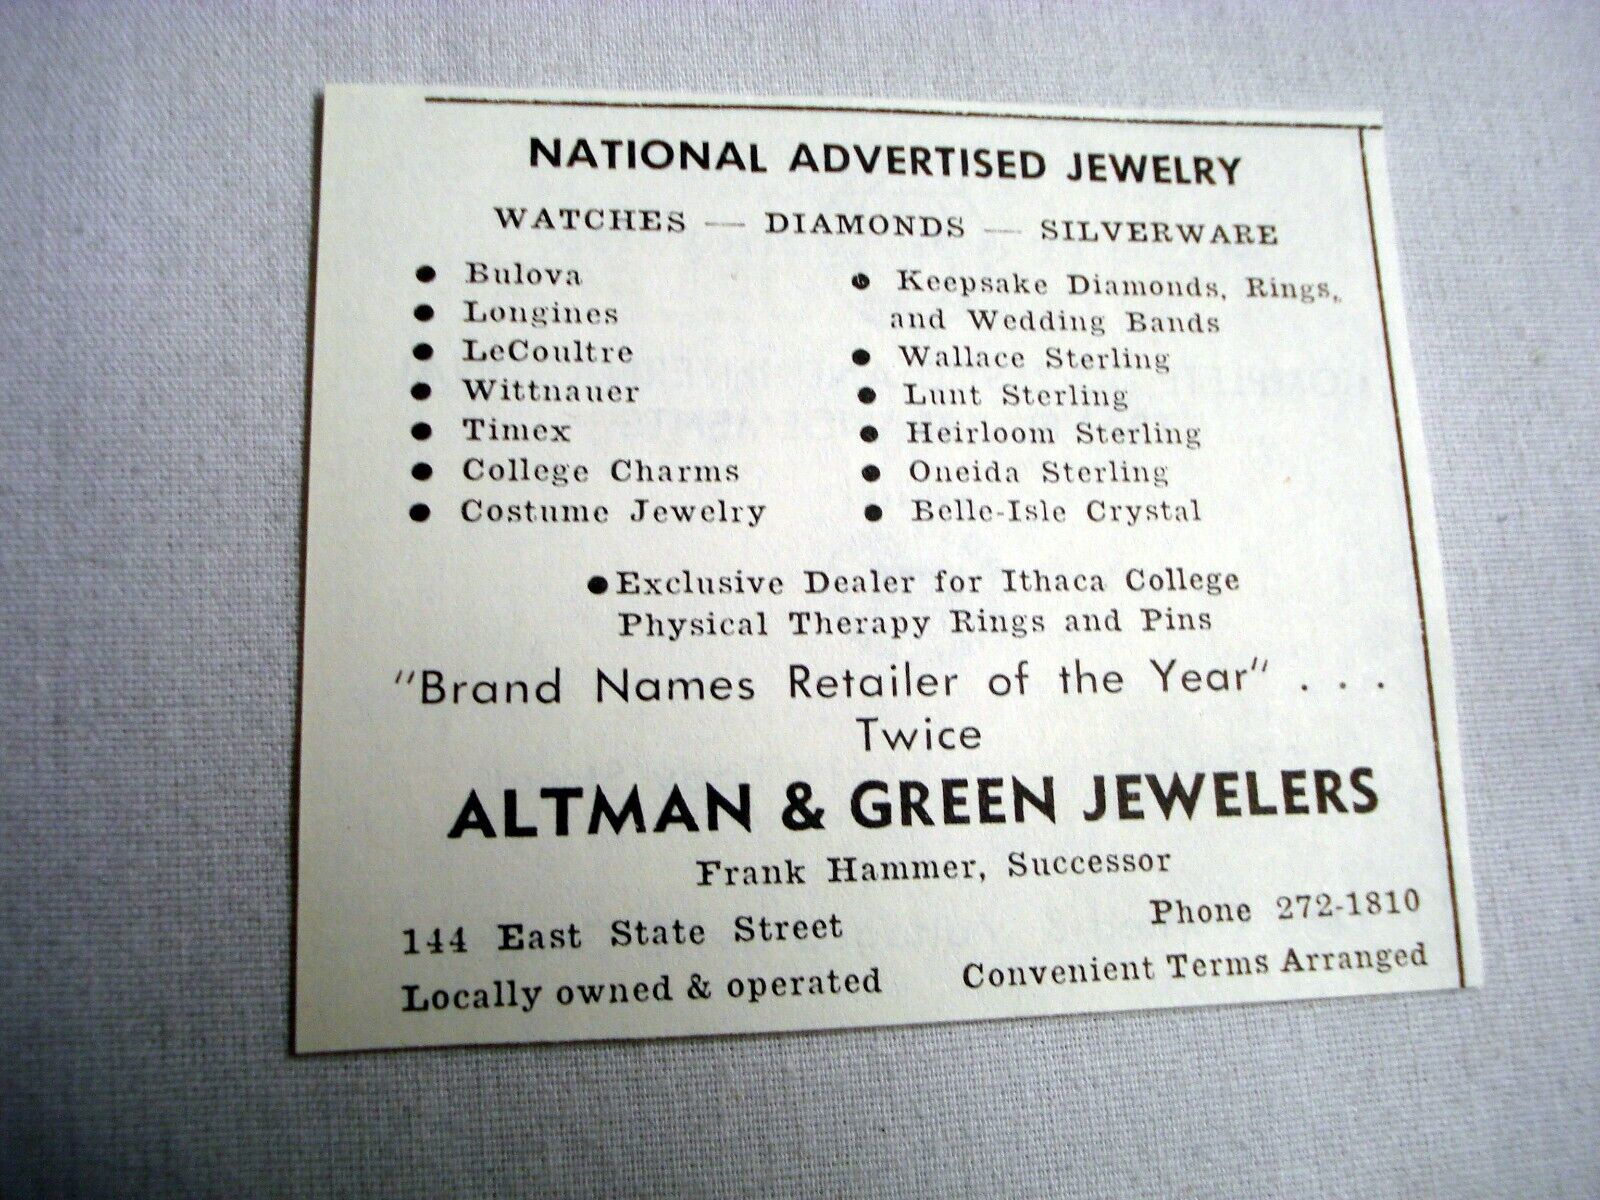 NATIONAL ADVERTISED JEWELRY
WATCHES — DIAMONDS — SILVERWARE
● Bulova
● Longines
● LeCoultre
● Wittnauer
● Timex
● College Charms
● Costume Jewelry
● Keepsake Diamonds, Rings,
and Wedding Bands
● Wallace Sterling
● Lunt Sterling
● Heirloom Sterling
● Oneida Sterling
● Belle-Isle Crystal
● Exclusive Dealer for Ithaca College
Physical Therapy Rings and Pins
"Brand Names Retailer of the Year" . . .
Twice
ALTMAN & GREEN JEWELERS
Frank Hammer, Successor
144 East State Street
Phone 272-1810
Locally owned & operated
Convenient Terms Arranged